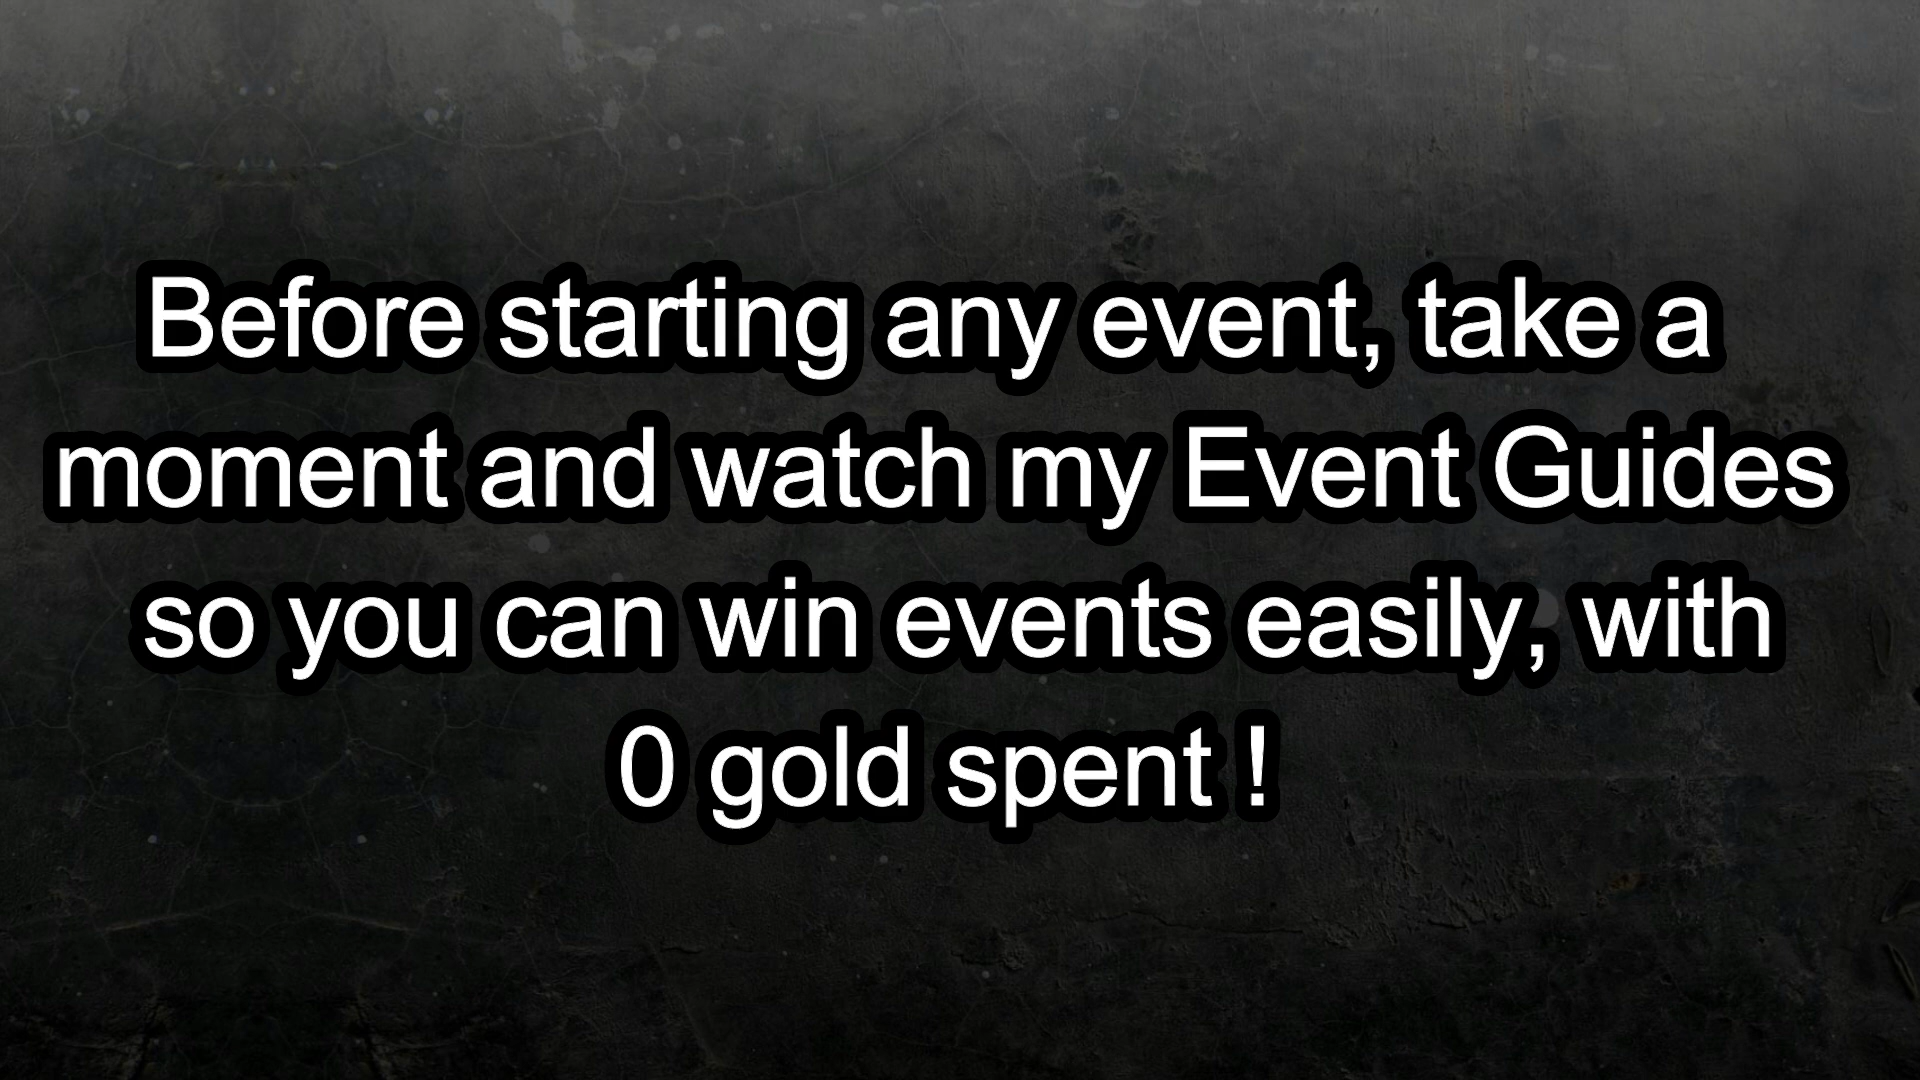 Before starting any event, take a
moment and watch my Event Guides
so you can win events easily, with
0 gold spent !